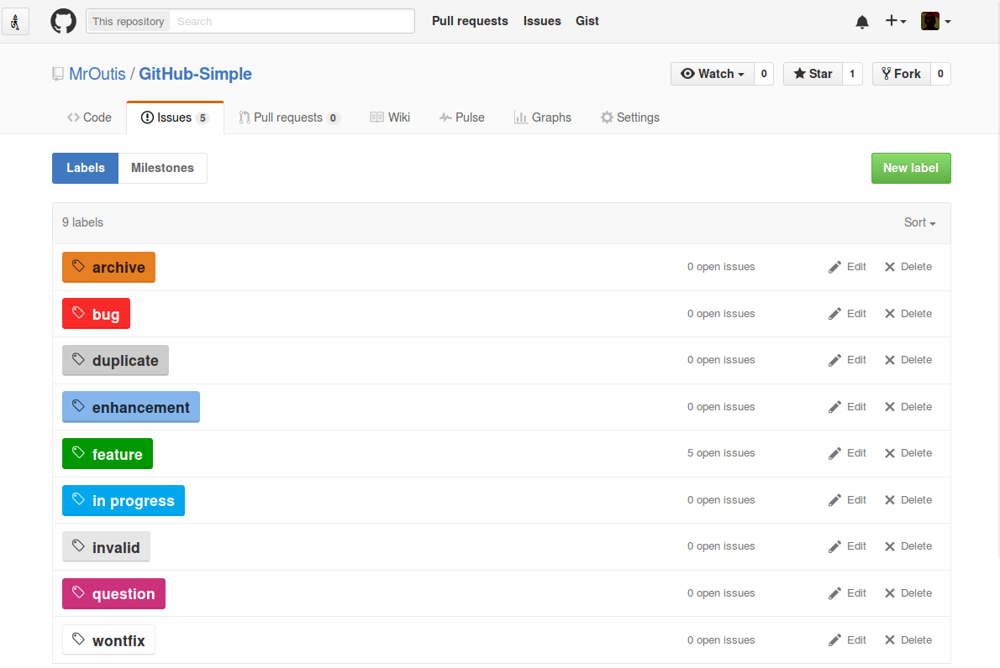 This repository Search Pull requests Issues Gist
MrOutis / GitHub-Simple Watch 0 Star 1 Fork 0
Code Issues 5 Pull requests 0 Wiki Pulse Graphs Settings
Labels Milestones New label
9 labels Sort
archive 0 open issues Edit Delete
bug 0 open issues Edit Delete
duplicate 0 open issues Edit Delete
enhancement 0 open issues Edit Delete
feature 5 open issues Edit Delete
in progress 0 open issues Edit Delete
invalid 0 open issues Edit Delete
question 0 open issues Edit Delete
wontfix 0 open issues Edit Delete